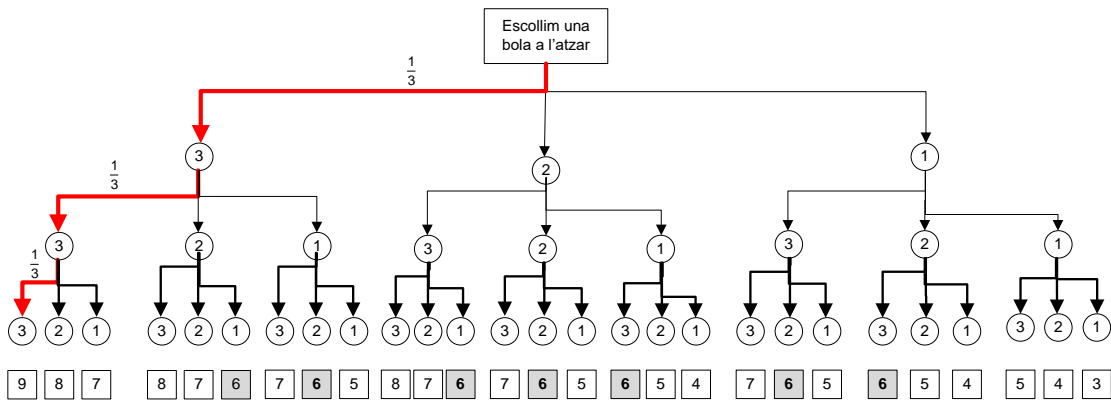 Escollim una
bola a l'atzar
1
3
3 2 1
1
3
3 2 1 3 2 1 3 2 1
1
3
3 2 1 3 2 1 3 2 1 3 2 1 3 2 1 3 2 1 3 2 1 3 2 1 3 2 1
9 8 7 8 7 6 7 6 5 8 7 6 7 6 5 6 5 4 7 6 5 6 5 4 5 4 3